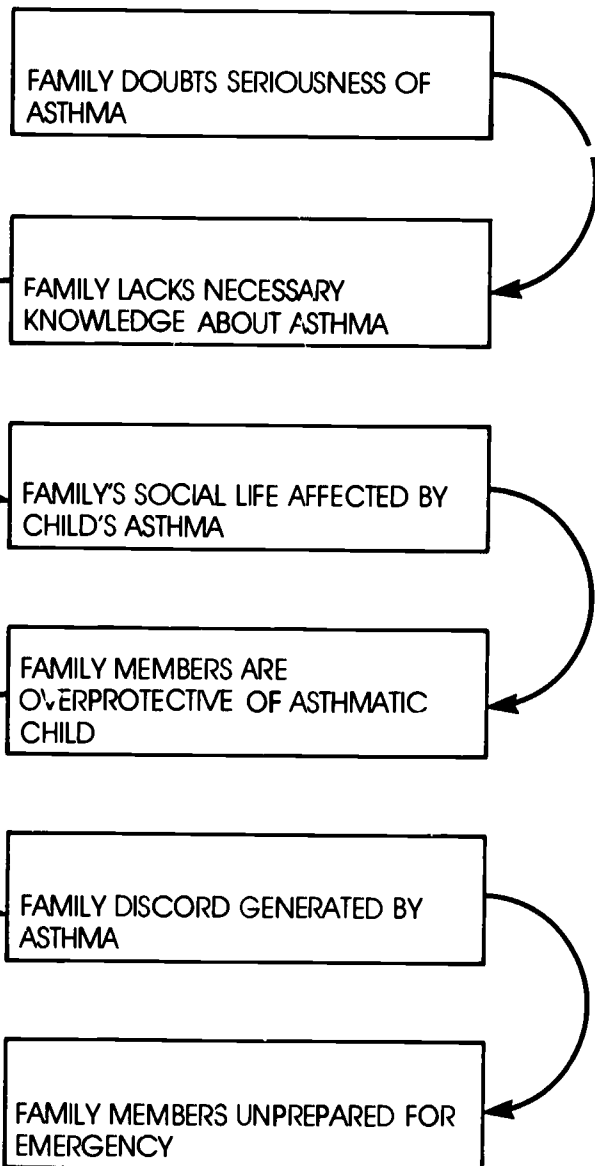 FAMILY DOUBTS SERIOUSNESS OF
ASTHMA
FAMILY LACKS NECESSARY
KNOWLEDGE ABOUT ASTHMA
FAMILY'S SOCIAL LIFE AFFECTED BY
CHILD'S ASTHMA
FAMILY MEMBERS ARE
OVERPROTECTIVE OF ASTHMATIC
CHILD
FAMILY DISCORD GENERATED BY
ASTHMA
FAMILY MEMBERS UNPREPARED FOR
EMERGENCY